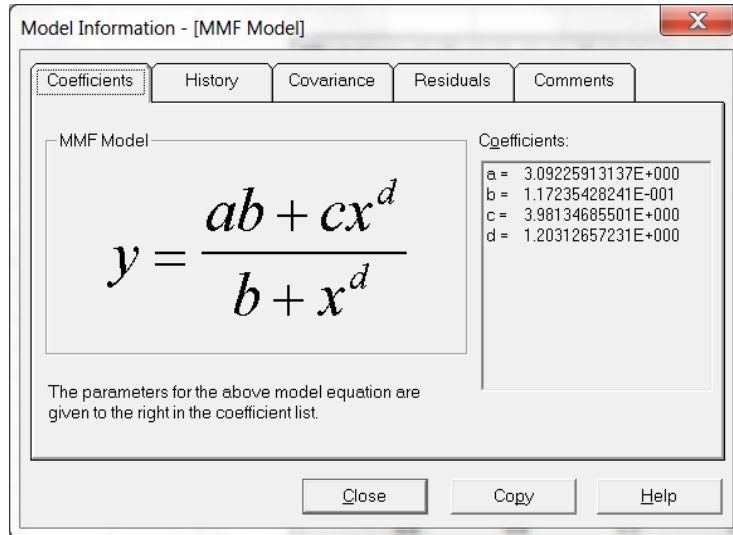 Model Information - [MMF Model]
Coefficients History Covariance Residuals Comments
MMF Model
y = \frac{ab + cx^d}{b + x^d}
The parameters for the above model equation are
given to the right in the coefficient list.
Coefficients:
a = 3.09225913137E+000
b = 1.17235428241E-001
c = 3.98134685501E+000
d = 1.20312657231E+000
Close Copy Help